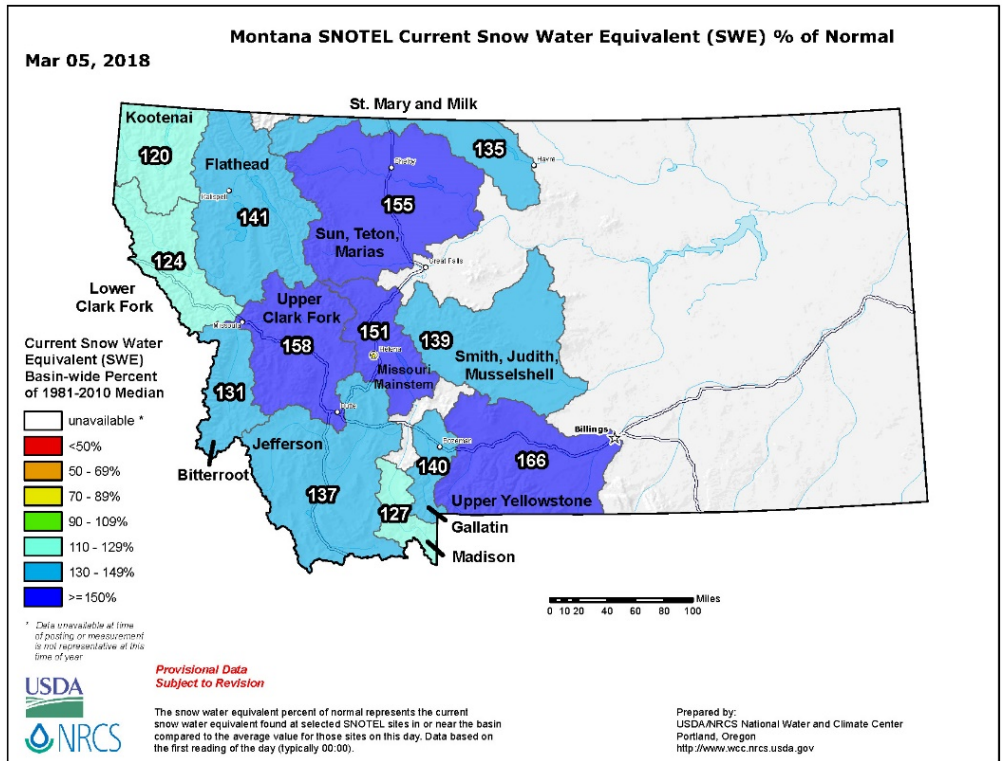 Montana SNOTEL Current Snow Water Equivalent (SWE) % of Normal
Mar 05, 2018
St. Mary and Milk
Kootenai
120
Flathead
135
Havre
Shelby
Kalispell
141
155
Sun, Teton,
Marias
124
Great Falls
Lower
Clark Fork
Upper
Clark Fork
Missoula
151
139
158
Helena
Smith, Judith,
Musselshell
Missouri
Mainstem
Current Snow Water
Equivalent (SWE)
Basin-wide Percent
of 1981-2010 Median
131
Butte
Billings
Jefferson
Bozeman
140
166
Bitterroot
137
Upper Yellowstone
127
Gallatin
Madison
unavailable *
<50%
50 - 69%
70 - 89%
90 - 109%
110 - 129%
130 - 149%
>=150%
Miles
0 10 20 40 60 80 100
* Data unavailable at time
of posting or measurement
is not representative at this
time of year
Provisional Data
Subject to Revision
USDA
NRCS
The snow water equivalent percent of normal represents the current
snow water equivalent found at selected SNOTEL sites in or near the basin
compared to the average value for those sites on this day. Data based on
the first reading of the day (typically 00:00).
Prepared by:
USDA/NRCS National Water and Climate Center
Portland, Oregon
http://www.wcc.nrcs.usda.gov